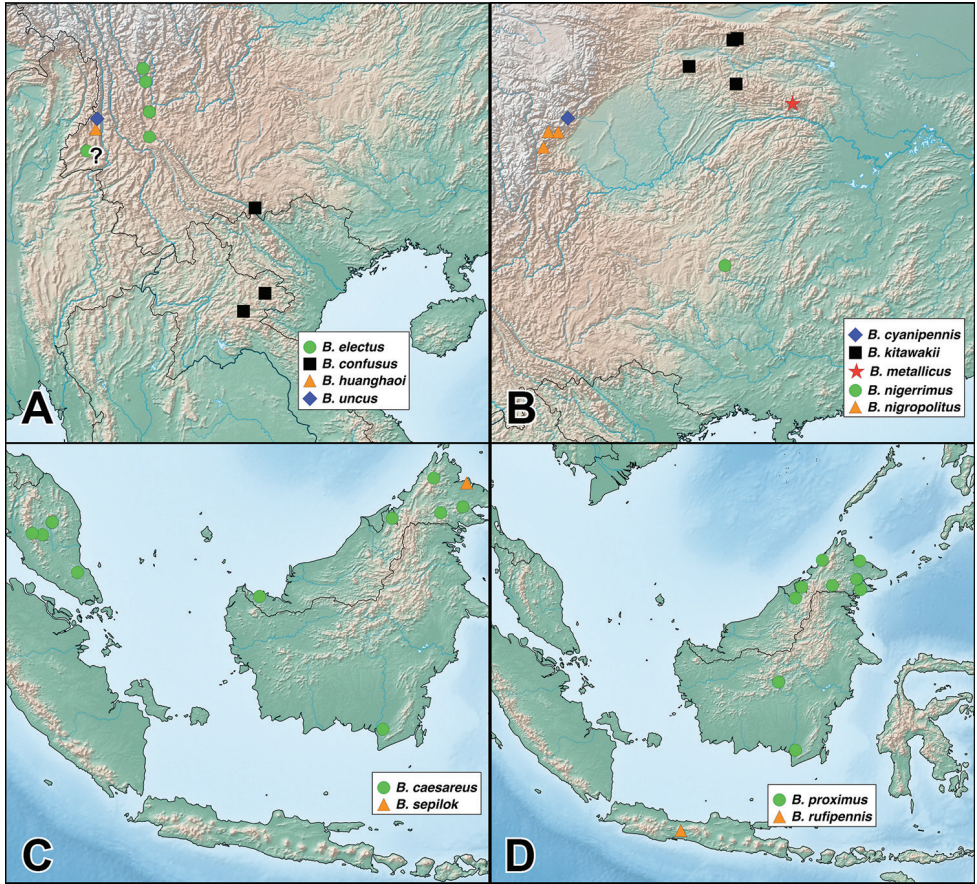 ?
B. electus
B. confusus
B. huanghaoi
B. uncus
A
B. cyanipennis
B. kitawakii
B. metallicus
B. nigerrimus
B. nigropolitus
B
B. caesareus
B. sepilok
C
B. proximus
B. rufipennis
D